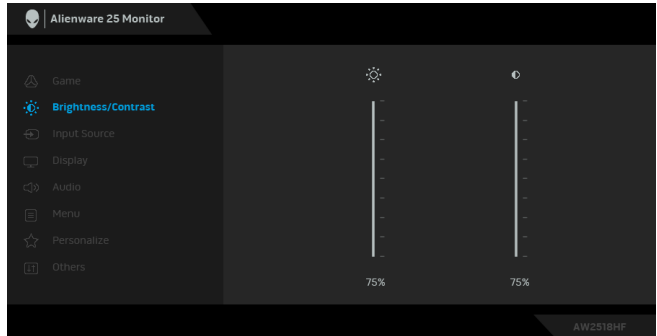 Alienware 25 Monitor
Game
Brightness/Contrast
Input Source
Display
Audio
Menu
Personalize
Others
75%
75%
AW2518HF